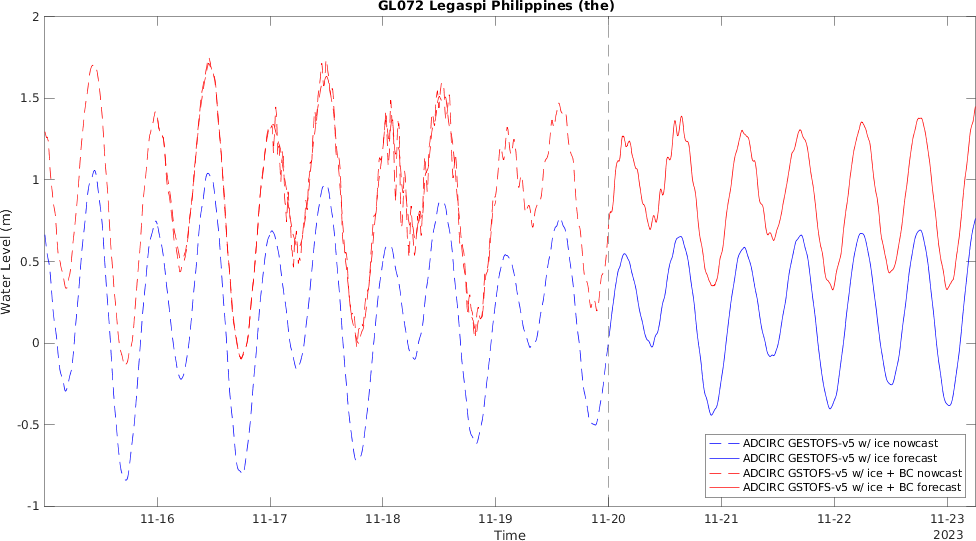 GL072 Legaspi Philippines (the)
2
1.5
1
0.5
0
-0.5
-1
Water Level (m)
ADCIRC GESTOFS-v5 w/ ice nowcast
ADCIRC GESTOFS-v5 w/ ice forecast
ADCIRC GSTOFS-v5 w/ ice + BC nowcast
ADCIRC GSTOFS-v5 w/ ice + BC forecast
11-16 11-17 11-18 11-19 11-20 11-21 11-22 11-23
Time 2023